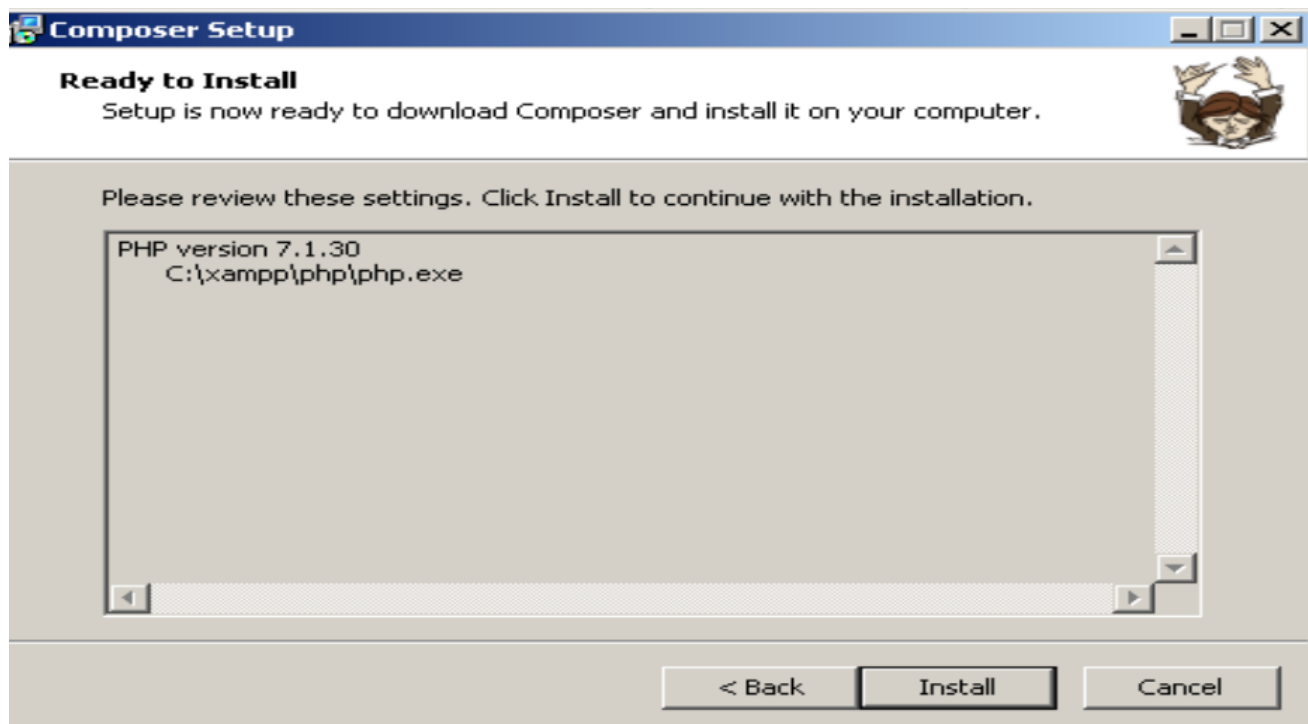 Composer Setup
Ready to Install
Setup is now ready to download Composer and install it on your computer.
Please review these settings. Click Install to continue with the installation.
PHP version 7.1.30
C:\xampp\php\php.exe
< Back
Install
Cancel